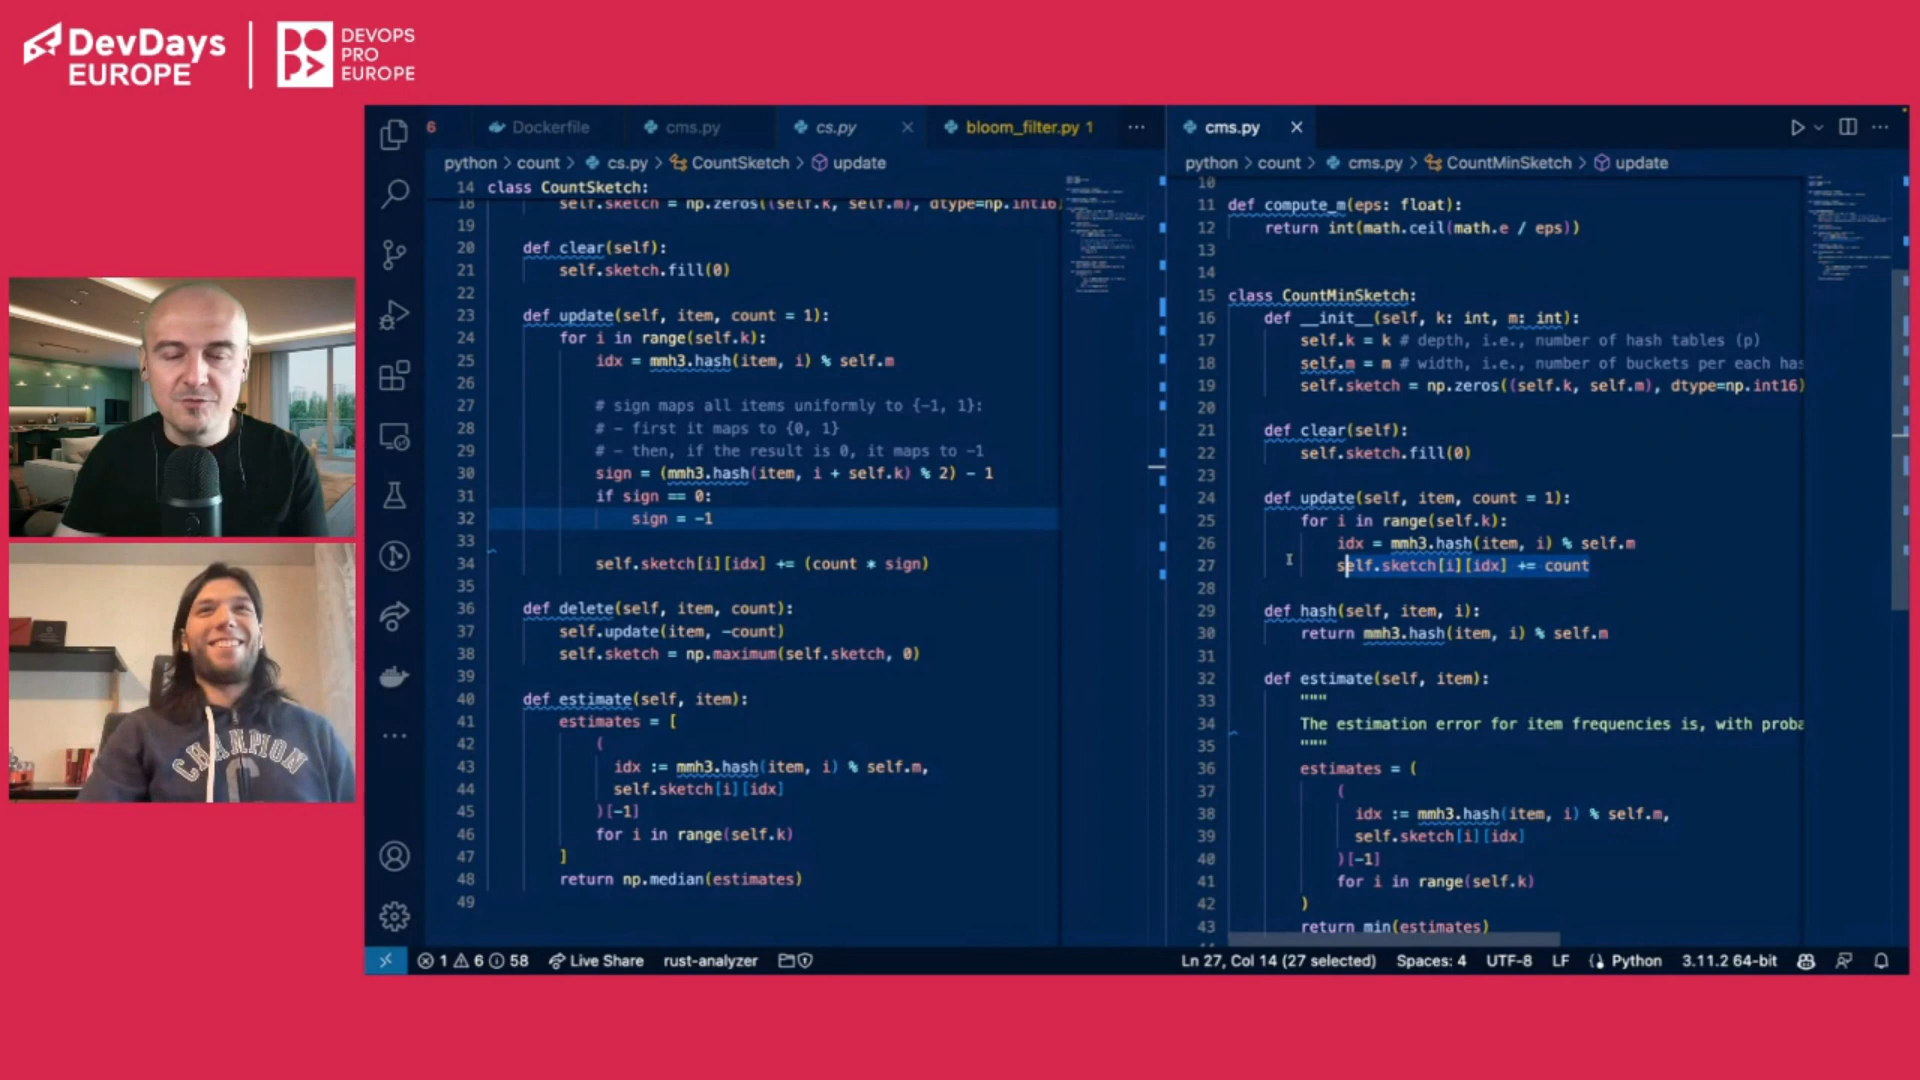 DevDays
EUROPE
DEVOPS
PRO
EUROPE
6
Dockerfile
cms.py
cs.py
bloom_filter.py 1
python > count > cs.py > CountSketch > update
14 class CountSketch:
18 self.sketch = np.zeros((self.k, self.m), dtype=np.int16)
19
20 def clear(self):
21 self.sketch.fill(0)
22
23 def update(self, item, count = 1):
24 for i in range(self.k):
25 idx = mmh3.hash(item, i) % self.m
26
27 # sign maps all items uniformly to {-1, 1}:
28 # - first it maps to {0, 1}
29 # - then, if the result is 0, it maps to -1
30 sign = (mmh3.hash(item, i + self.k) % 2) - 1
31 if sign == 0:
32 sign = -1
33
34 self.sketch[i][idx] += (count * sign)
35
36 def delete(self, item, count):
37 self.update(item, -count)
38 self.sketch = np.maximum(self.sketch, 0)
39
40 def estimate(self, item):
41 estimates = [
42 (
43 idx := mmh3.hash(item, i) % self.m,
44 self.sketch[i][idx]
45 )[-1]
46 for i in range(self.k)
47 ]
48 return np.median(estimates)
49
cms.py
python > count > cms.py > CountMinSketch > update
10
11 def compute_m(eps: float):
12 return int(math.ceil(math.e / eps))
13
14
15 class CountMinSketch:
16 def __init__(self, k: int, m: int):
17 self.k = k # depth, i.e., number of hash tables (p)
18 self.m = m # width, i.e., number of buckets per each has
19 self.sketch = np.zeros((self.k, self.m), dtype=np.int16)
20
21 def clear(self):
22 self.sketch.fill(0)
23
24 def update(self, item, count = 1):
25 for i in range(self.k):
26 idx = mmh3.hash(item, i) % self.m
27 self.sketch[i][idx] += count
28
29 def hash(self, item, i):
30 return mmh3.hash(item, i) % self.m
31
32 def estimate(self, item):
33 """
34 The estimation error for item frequencies is, with proba
35 """
36 estimates = (
37 (
38 idx := mmh3.hash(item, i) % self.m,
39 self.sketch[i][idx]
40 )[-1]
41 for i in range(self.k)
42 )
43 return min(estimates)
1 6 58 Live Share rust-analyzer
Ln 27, Col 14 (27 selected) Spaces: 4 UTF-8 LF Python 3.11.2 64-bit
CHAMPION